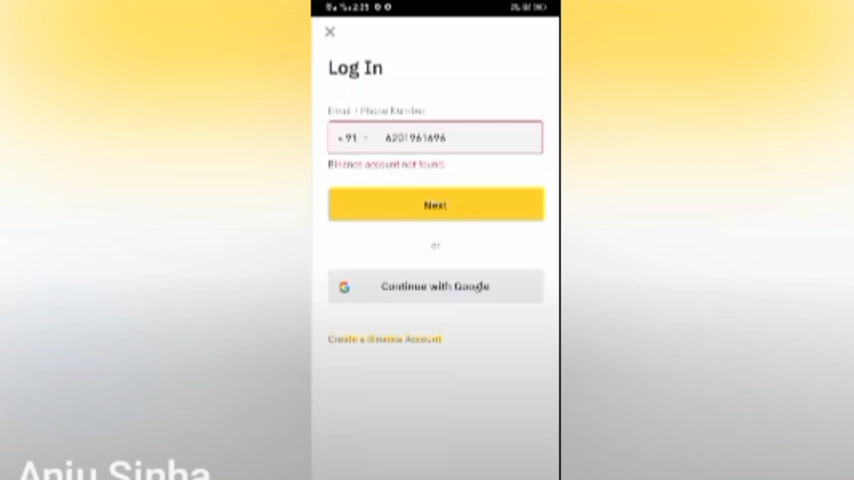 Log In
Email / Phone Number
+91 6201961696
Binance account not found.
Next
or
Continue with Google
Create a Binance Account
Anju Sinha